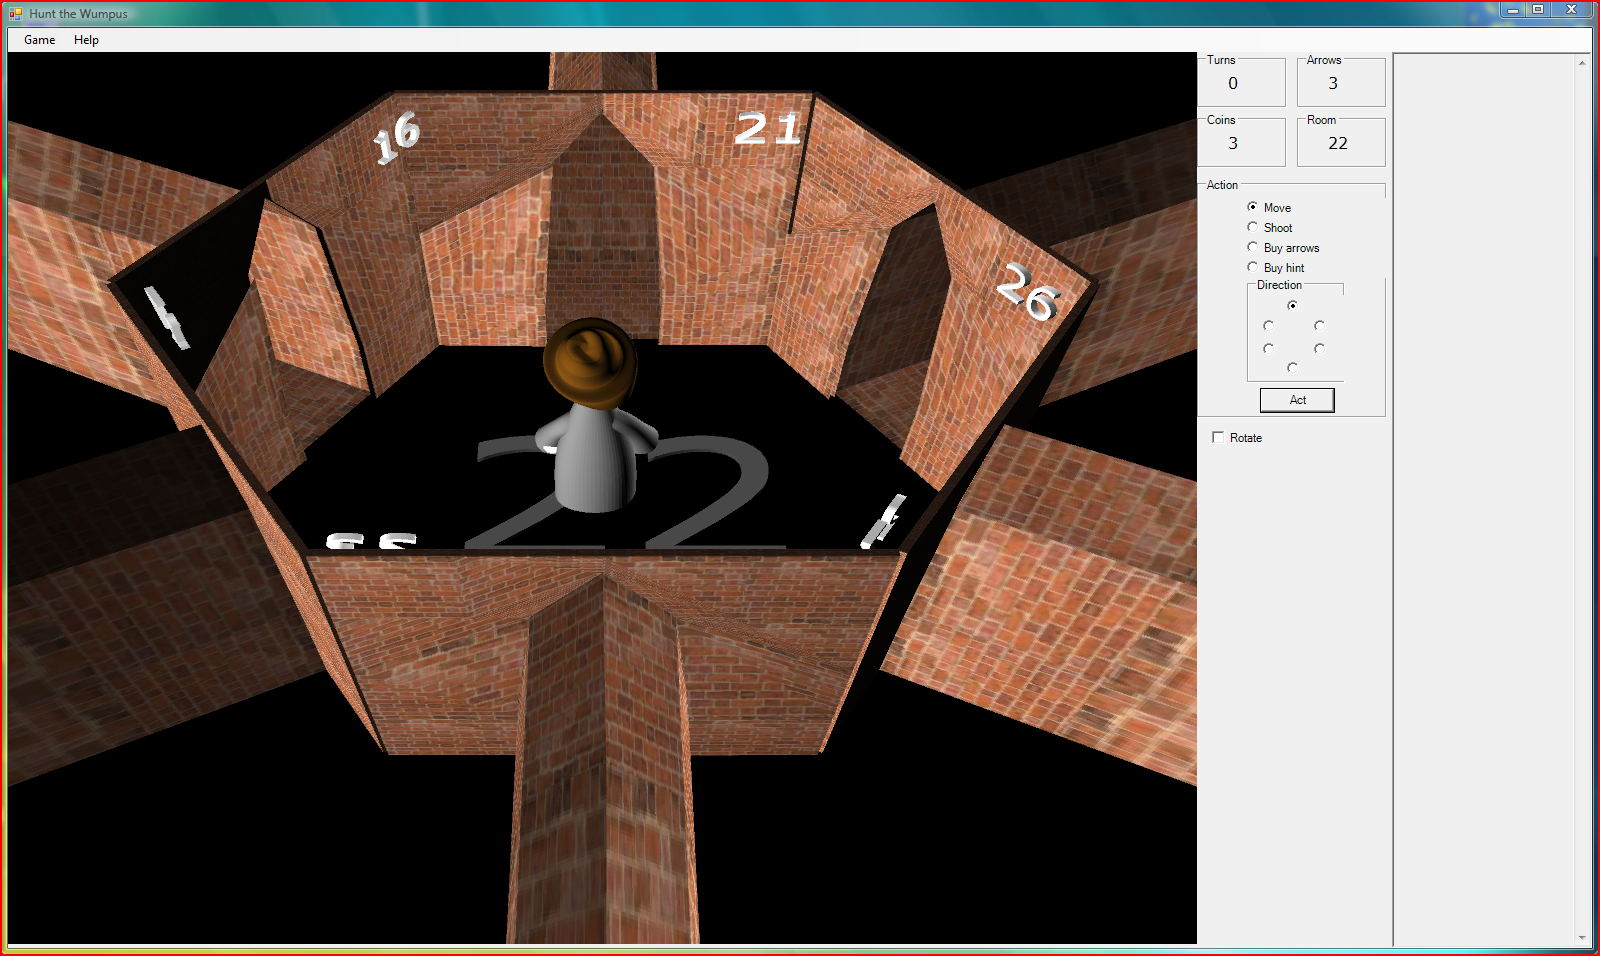 Hunt the Wumpus
Game Help
Turns
0
Arrows
3
Coins
3
Room
22
Action
Move
Shoot
Buy arrows
Buy hint
Direction
Act
Rotate
16
21
26
22